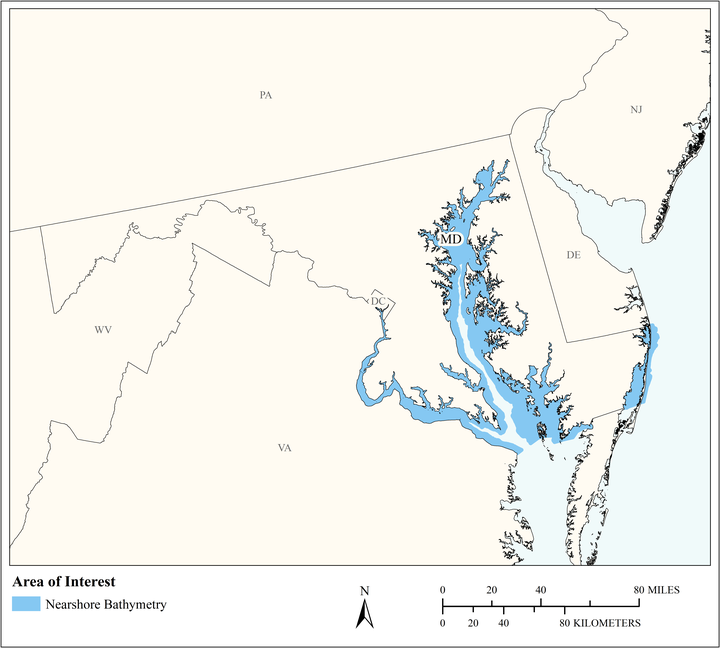 PA
NJ
MD
DE
DC
WV
VA
Area of Interest
Nearshore Bathymetry
N
0 20 40 80 MILES
0 20 40 80 KILOMETERS